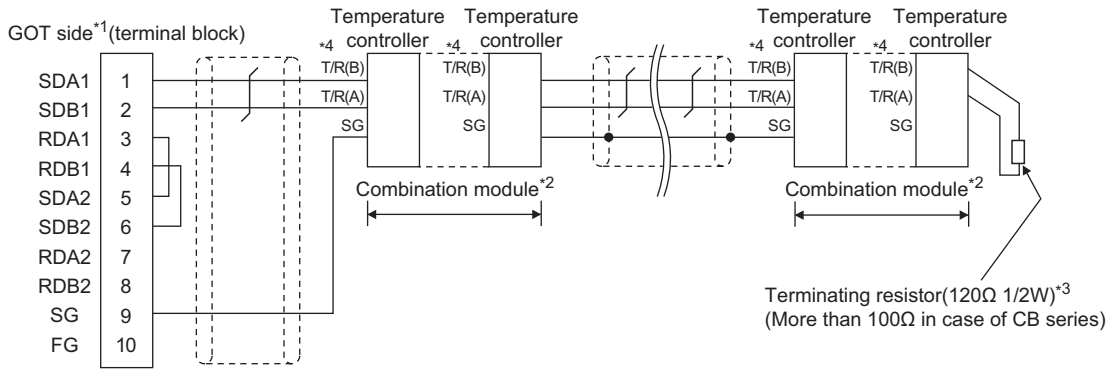 GOT side*1(terminal block)
SDA1 1
SDB1 2
RDA1 3
RDB1 4
SDA2 5
SDB2 6
RDA2 7
RDB2 8
SG 9
FG 10
Temperature
controller
*4
T/R(B)
T/R(A)
SG
Temperature
controller
*4
T/R(B)
T/R(A)
SG
Combination module*2
Temperature
controller
*4
T/R(B)
T/R(A)
SG
Temperature
controller
*4
T/R(B)
T/R(A)
SG
Combination module*2
Terminating resistor(120Ω 1/2W)*3
(More than 100Ω in case of CB series)